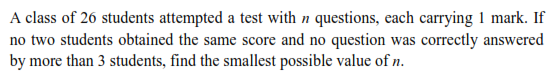 A class of 26 students attempted a test with n questions, each carrying 1 mark. If
no two students obtained the same score and no question was correctly answered
by more than 3 students, find the smallest possible value of n.